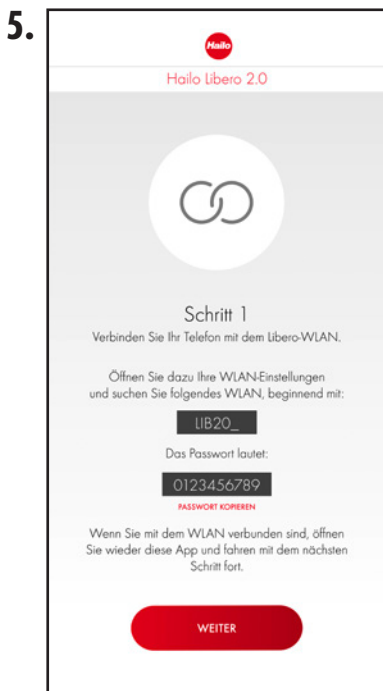 5.
Hailo
Hailo Libero 2.0
Schritt 1
Verbinden Sie Ihr Telefon mit dem Libero-WLAN.
Öffnen Sie dazu Ihre WLAN-Einstellungen
und suchen Sie folgendes WLAN, beginnend mit:
LIB20_
Das Passwort lautet:
0123456789
PASSWORT KOPIEREN
Wenn Sie mit dem WLAN verbunden sind, öffnen
Sie wieder diese App und fahren mit dem nächsten
Schritt fort.
WEITER